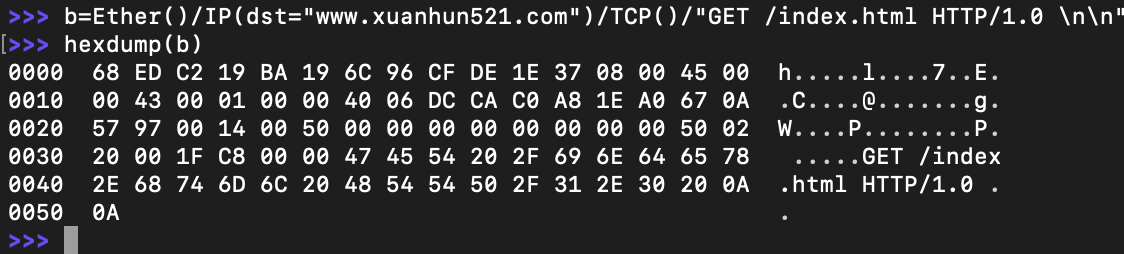 >>> b=Ether()/IP(dst="www.xuanhun521.com")/TCP()/"GET /index.html HTTP/1.0 \n\n"
[>>> hexdump(b)
0000  68 ED C2 19 BA 19 6C 96 CF DE 1E 37 08 00 45 00  h.....l....7..E.
0010  00 43 00 01 00 00 40 06 DC CA C0 A8 1E A0 67 0A  .C....@.......g.
0020  57 97 00 14 00 50 00 00 00 00 00 00 00 00 50 02  W....P........P.
0030  20 00 1F C8 00 00 47 45 54 20 2F 69 6E 64 65 78   .....GET /index
0040  2E 68 74 6D 6C 20 48 54 54 50 2F 31 2E 30 20 0A  .html HTTP/1.0 .
0050  0A                                               .
>>>